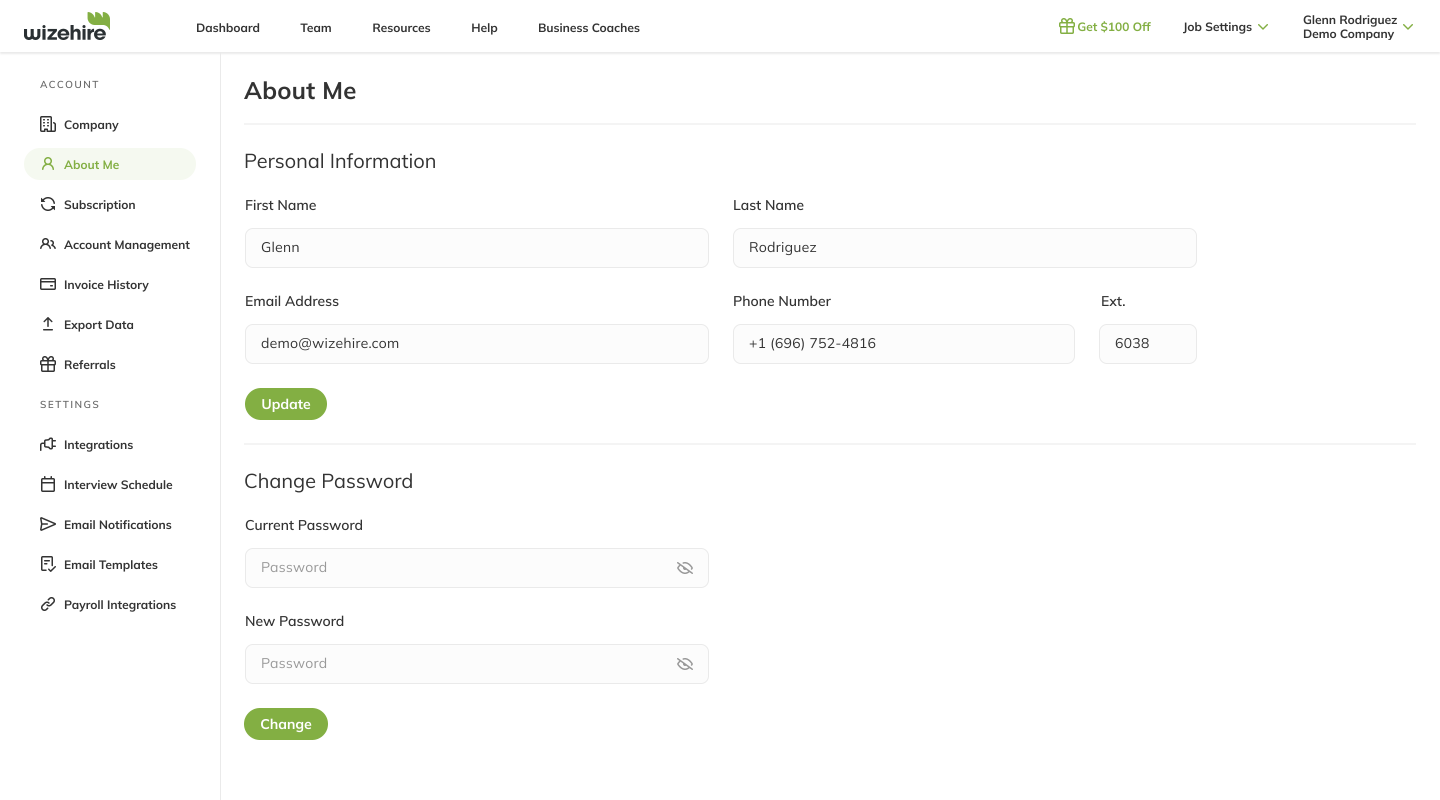 wizehire
Dashboard
Team
Resources
Help
Business Coaches
Get $100 Off
Job Settings
Glenn Rodriguez
Demo Company
ACCOUNT
Company
About Me
Subscription
Account Management
Invoice History
Export Data
Referrals
SETTINGS
Integrations
Interview Schedule
Email Notifications
Email Templates
Payroll Integrations
About Me
Personal Information
First Name
Last Name
Glenn
Rodriguez
Email Address
Phone Number
Ext.
demo@wizehire.com
+1 (696) 752-4816
6038
Update
Change Password
Current Password
Password
New Password
Password
Change